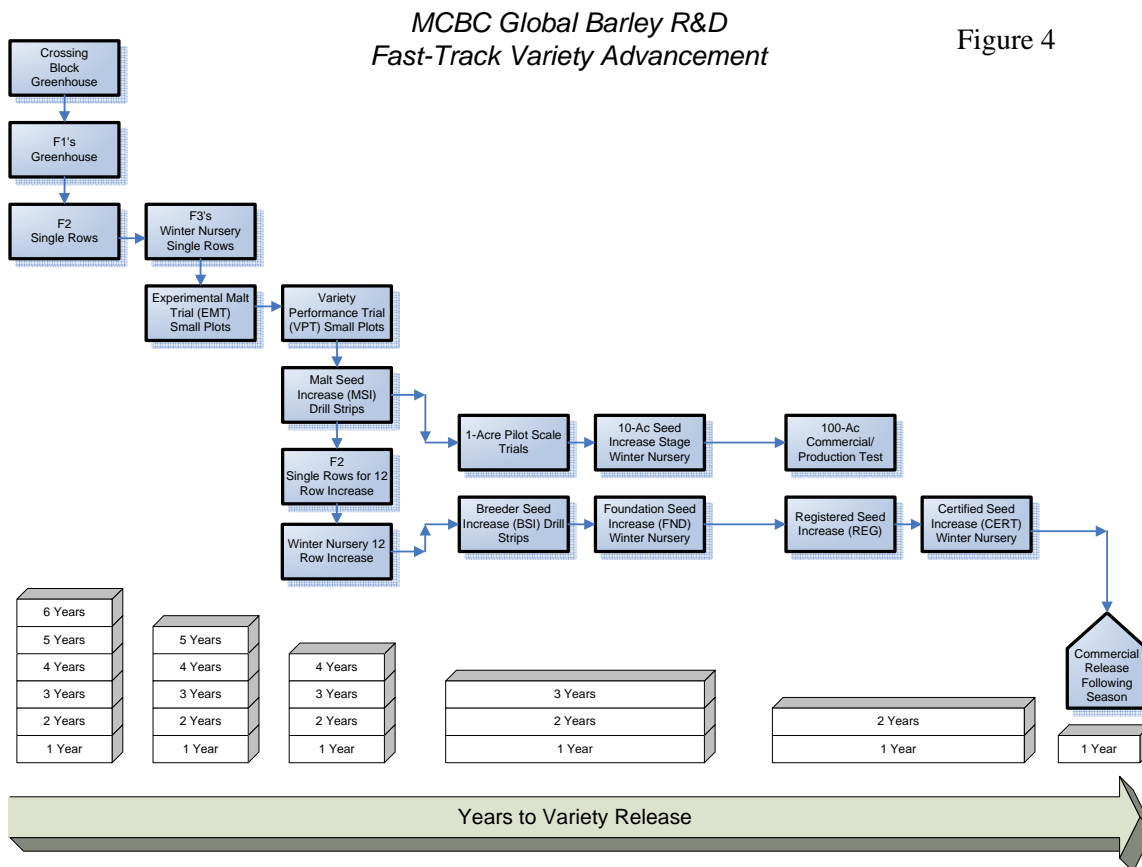 MCBC Global Barley R&D
Fast-Track Variety Advancement
Figure 4
Crossing
Block
Greenhouse
F1's
Greenhouse
F2
Single Rows
F3's
Winter Nursery
Single Rows
Experimental Malt
Trial (EMT)
Small Plots
Variety
Performance Trial
(VPT) Small Plots
Malt Seed
Increase (MSI)
Drill Strips
1-Acre Pilot Scale
Trials
10-Ac Seed
Increase Stage
Winter Nursery
100-Ac
Commercial/
Production Test
F2
Single Rows for 12
Row Increase
Winter Nursery 12
Row Increase
Breeder Seed
Increase (BSI) Drill
Strips
Foundation Seed
Increase (FND)
Winter Nursery
Registered Seed
Increase (REG)
Certified Seed
Increase (CERT)
Winter Nursery
Commercial
Release
Following
Season
6 Years
5 Years
4 Years
3 Years
2 Years
1 Year
5 Years
4 Years
3 Years
2 Years
1 Year
4 Years
3 Years
2 Years
1 Year
3 Years
2 Years
1 Year
2 Years
1 Year
1 Year
Years to Variety Release